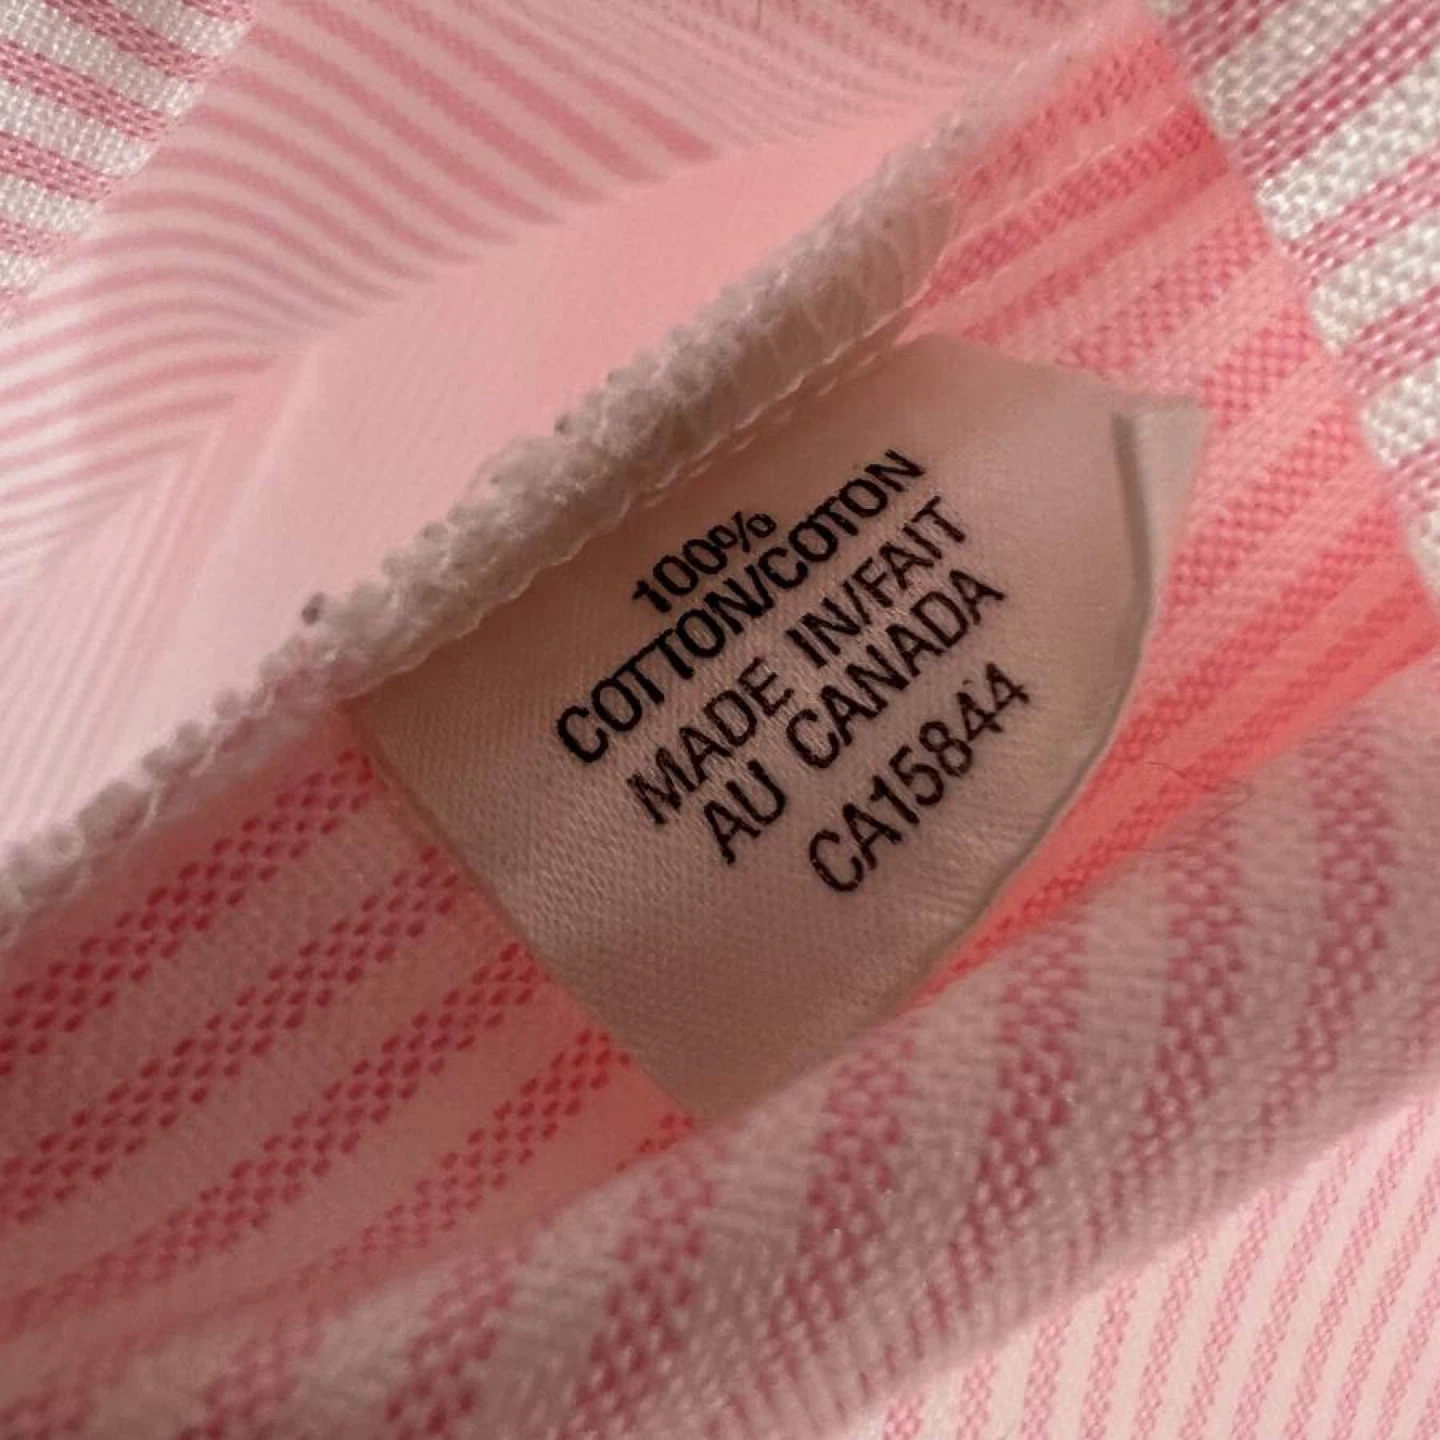 100%
COTTON/COTON
MADE IN/FAIT
AU CANADA
CA15844